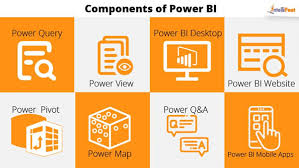 Components of Power BI
intelliPaat
Power Query
Power View
Power BI Desktop
Power BI Website
Power Pivot
Power Map
Power Q&A
Power BI Mobile Apps